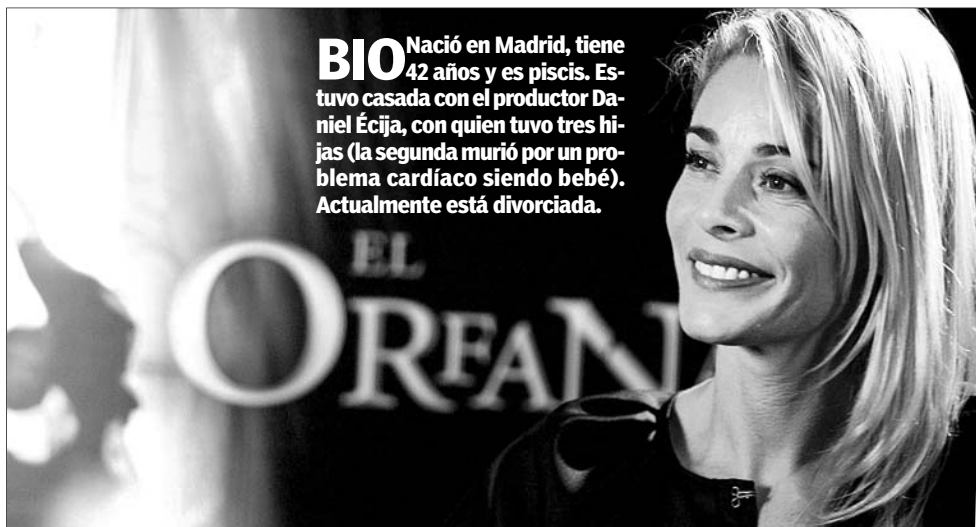 BIO Nació en Madrid, tiene
42 años y es piscis. Es-
tuvo casada con el productor Da-
niel Écija, con quien tuvo tres hi-
jas (la segunda murió por un pro-
blema cardíaco siendo bebé).
Actualmente está divorciada.
EL
ORFAN